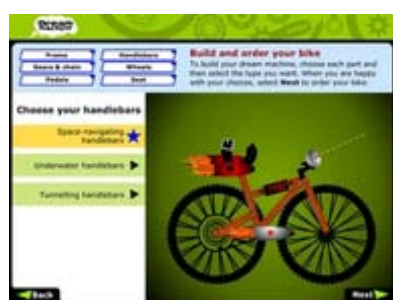 Dream
Build and order your bike
Frame
Handlebars
Gears & chain
Wheels
Pedals
Seat
To build your dream machine, choose each part and
then select the type you want. When you are happy
with your choose, select Next to order your bike.
Choose your handlebars
Space-navigating
handlebars
Underwater handlebars
Tunnelling handlebars
Back
Next